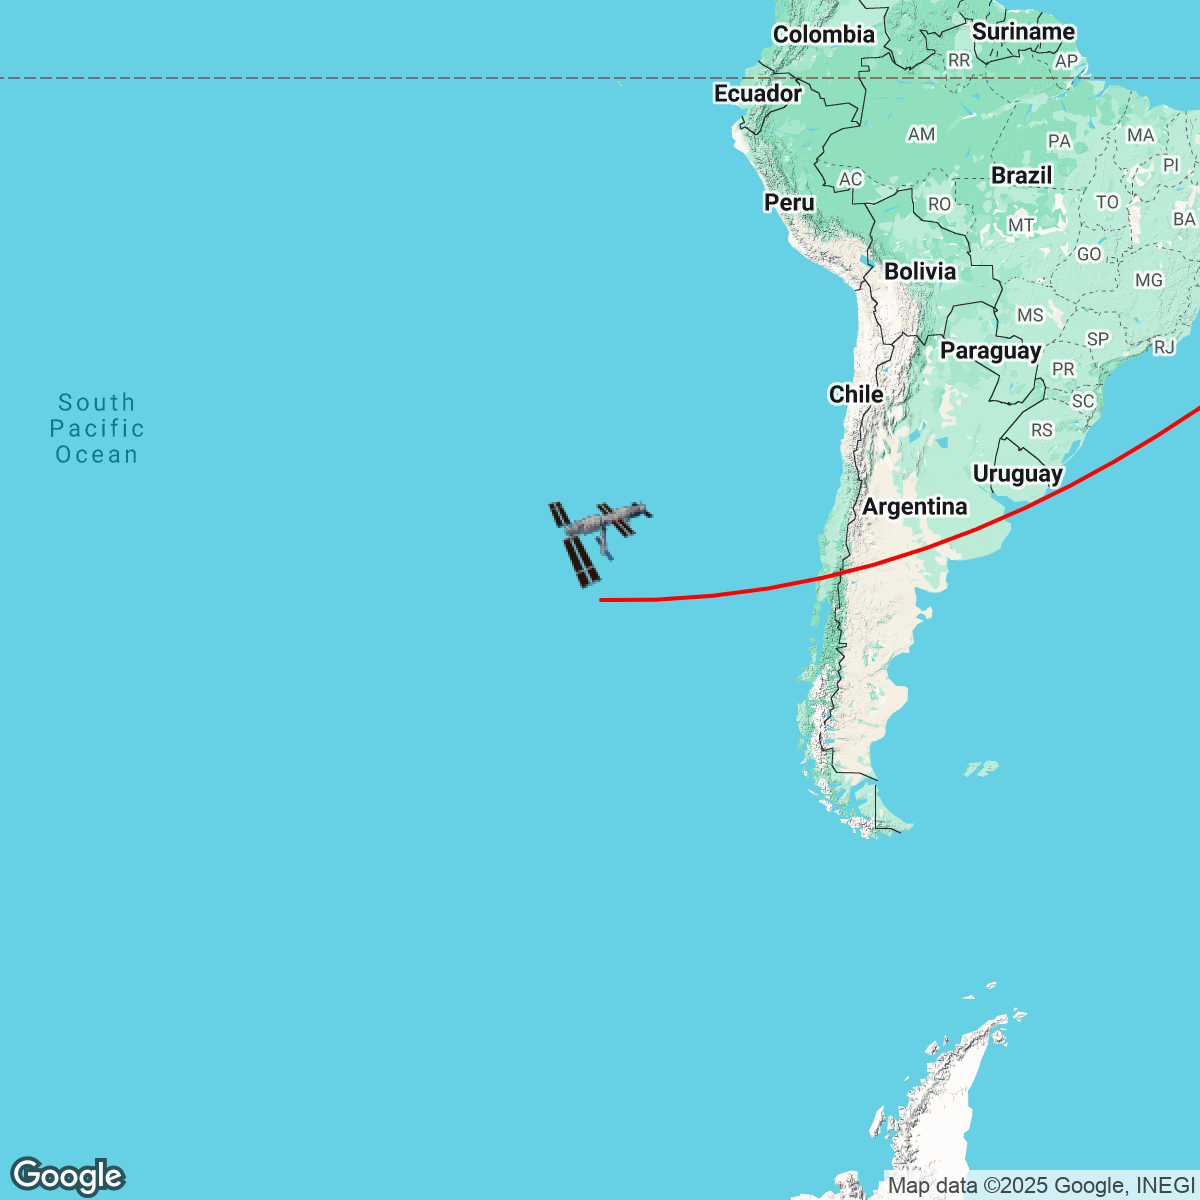 Colombia
Suriname
RR
AP
Ecuador
AM
PA
MA
PI
Brazil
AC
Peru
RO
TO
MT
BA
GO
Bolivia
MG
MS
SP
RJ
Paraguay
PR
Chile
SC
South
Pacific
Ocean
RS
Uruguay
Argentina
Google
Map data ©2025 Google, INEGI